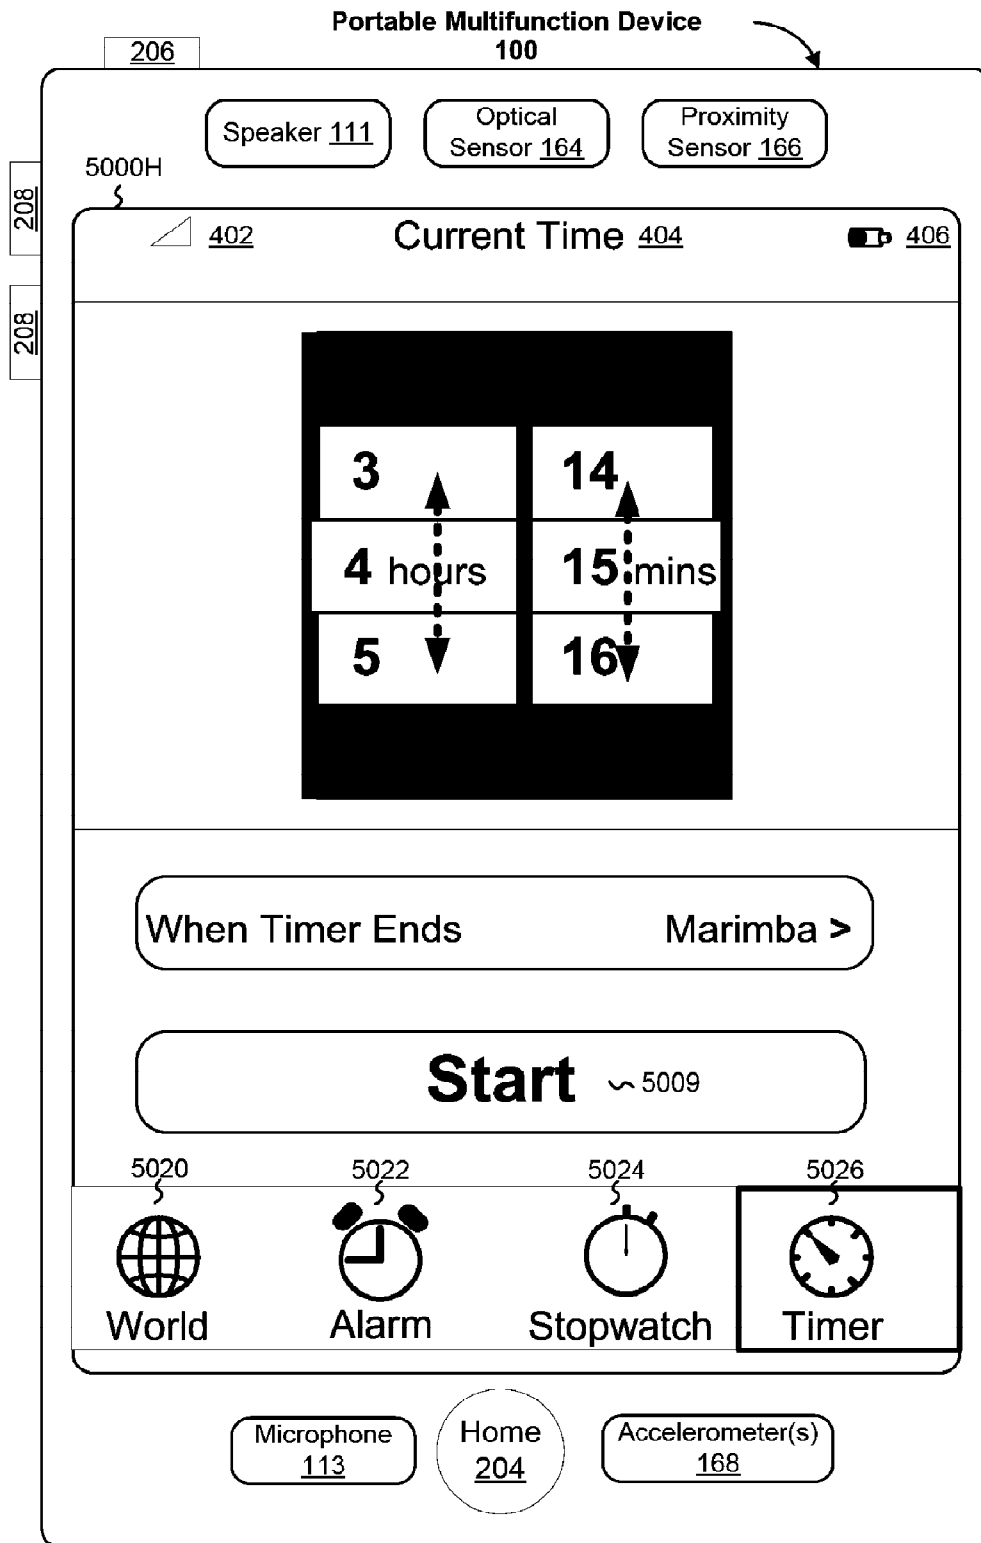 Portable Multifunction Device
100
206
Speaker 111
Optical
Sensor 164
Proximity
Sensor 166
5000H
208
208
402
Current Time 404
406
3
14
4 hours
15 mins
5
16
When Timer Ends
Marimba >
Start
5009
5020
5022
5024
5026
World
Alarm
Stopwatch
Timer
Microphone
113
Home
204
Accelerometer(s)
168